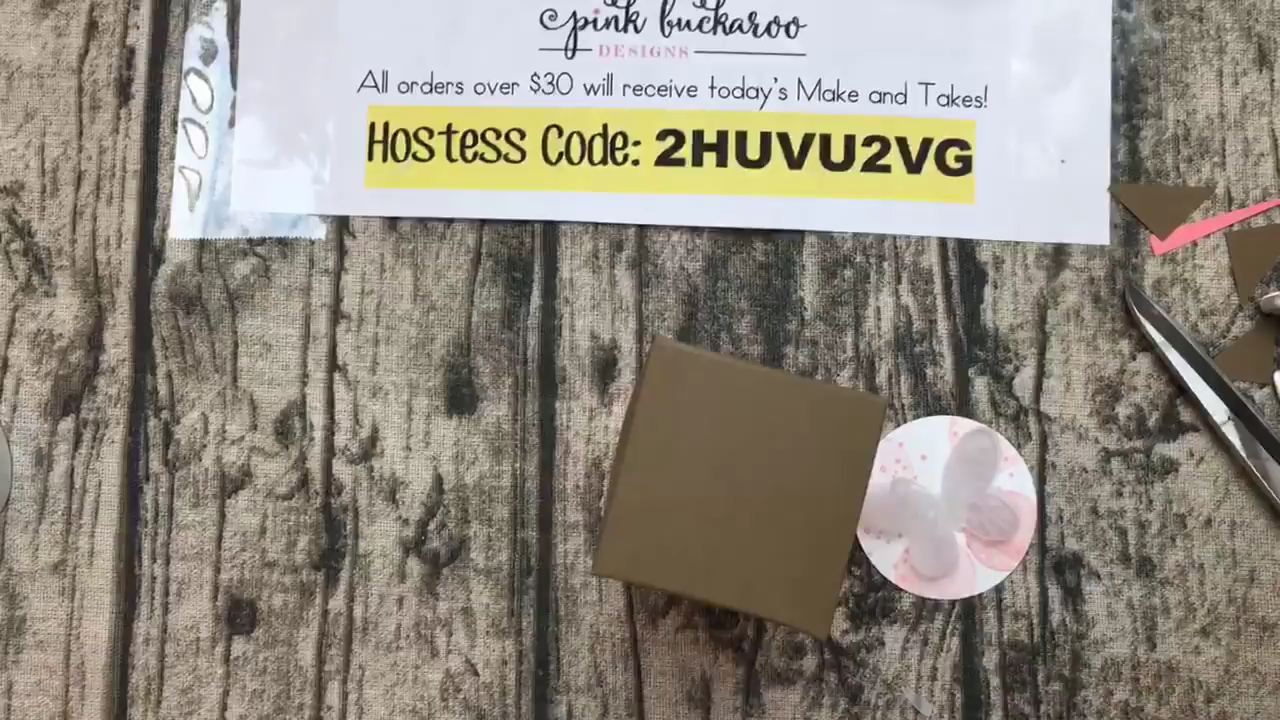 pink buckaroo
DESIGNS
All orders over $30 will receive today's Make and Takes!
Hostess Code: 2HUVU2VG